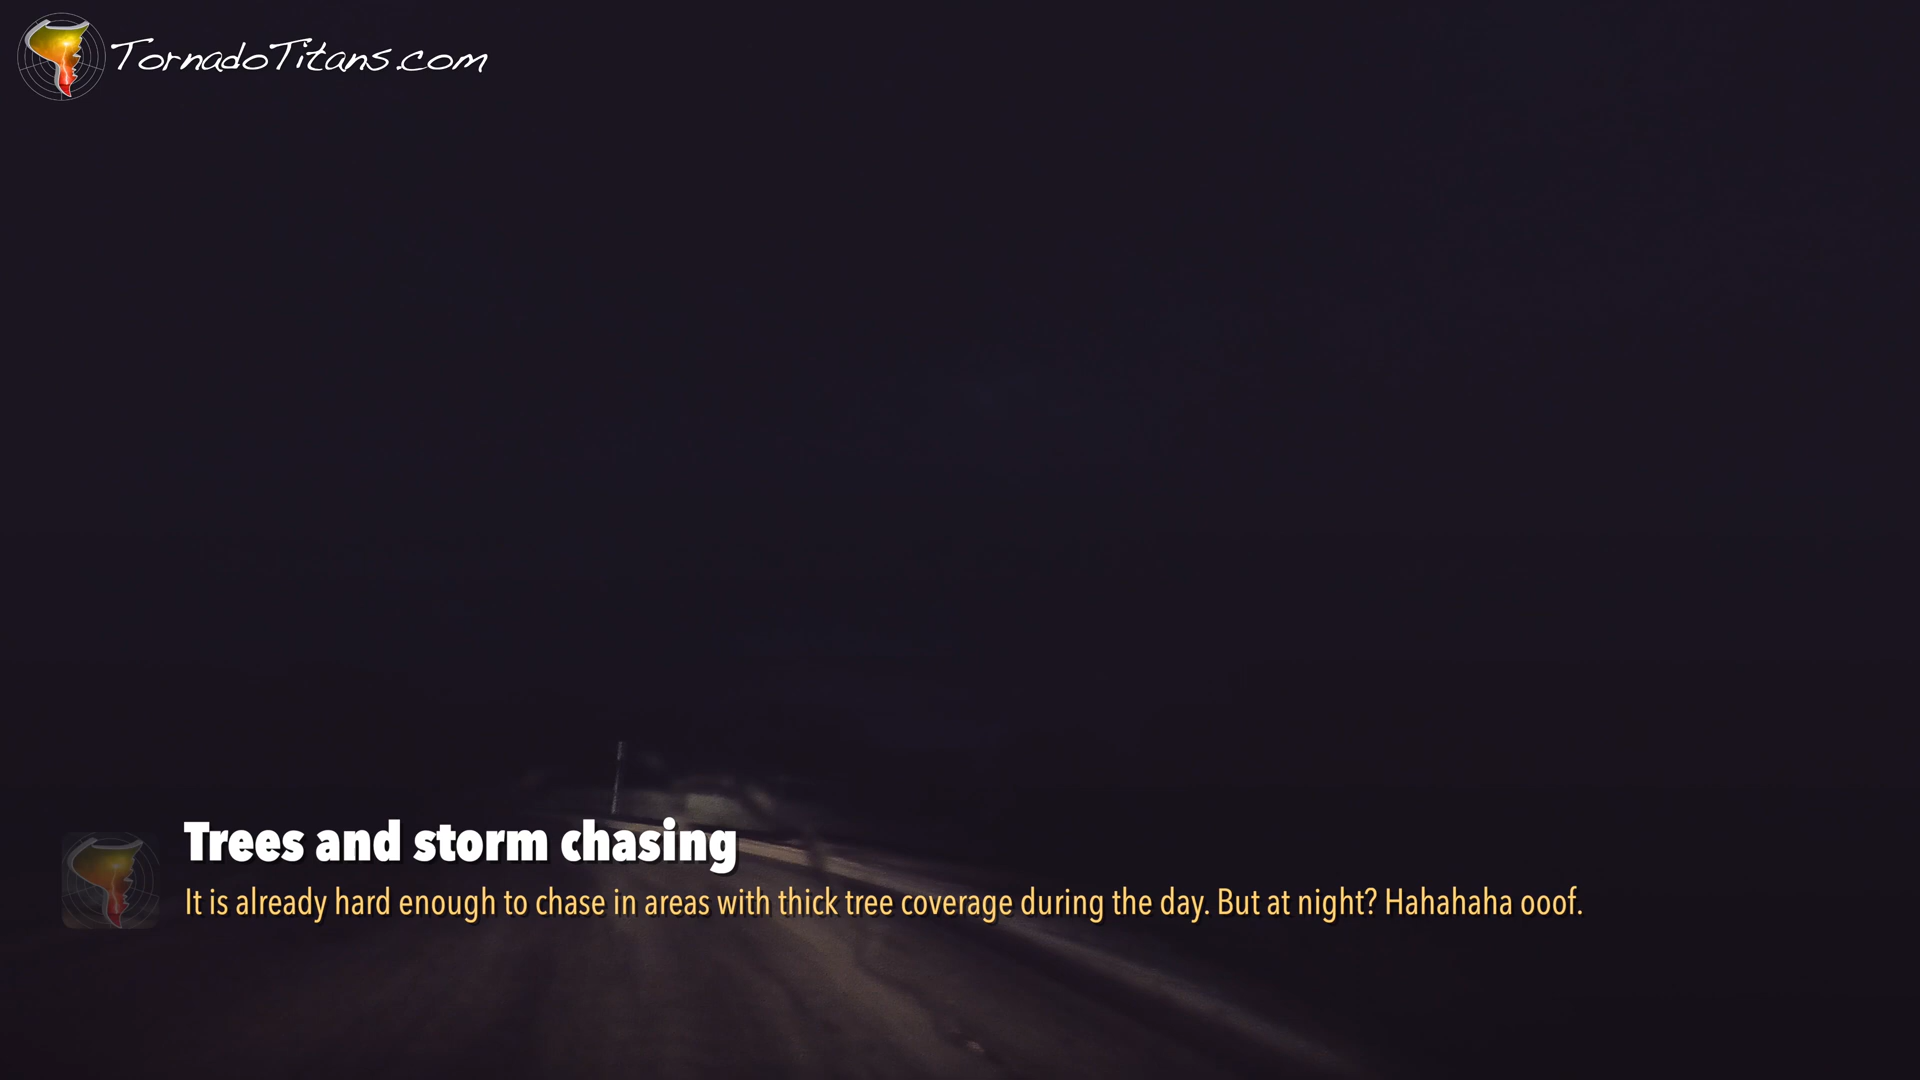 TornadoTitans.com
Trees and storm chasing
It is already hard enough to chase in areas with thick tree coverage during the day. But at night? Hahahaha ooof.